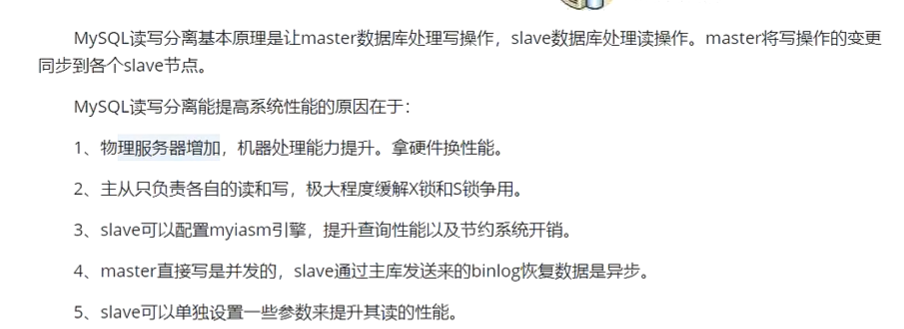 MySQL读写分离基本原理是让master数据库处理写操作，slave数据库处理读操作。master将写操作的变更
同步到各个slave节点。
MySQL读写分离能提高系统性能的原因在于：
1、物理服务器增加，机器处理能力提升。拿硬件换性能。
2、主从只负责各自的读和写，极大程度缓解X锁和S锁争用。
3、slave可以配置myiasm引擎，提升查询性能以及节约系统开销。
4、master直接写是并发的，slave通过主库发送来的binlog恢复数据是异步。
5、slave可以单独设置一些参数来提升其读的性能。